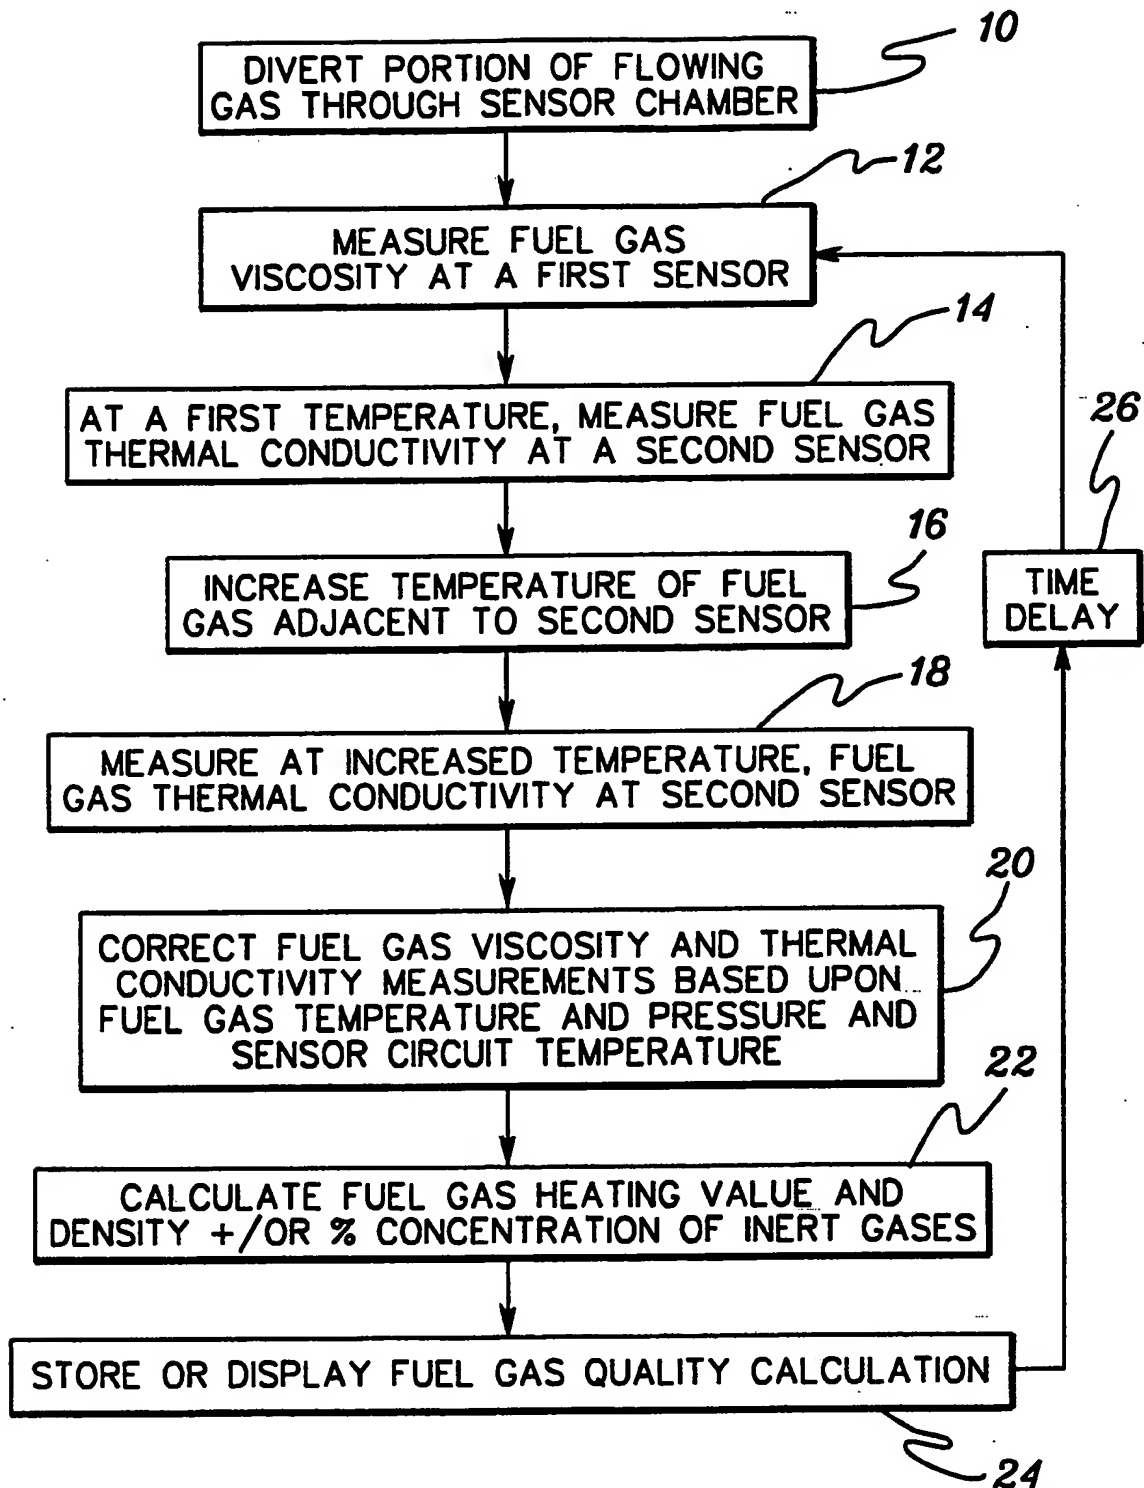 10
DIVERT PORTION OF FLOWING
GAS THROUGH SENSOR CHAMBER
12
MEASURE FUEL GAS
VISCOSITY AT A FIRST SENSOR
14
AT A FIRST TEMPERATURE, MEASURE FUEL GAS
THERMAL CONDUCTIVITY AT A SECOND SENSOR
26
16
INCREASE TEMPERATURE OF FUEL
GAS ADJACENT TO SECOND SENSOR
TIME
DELAY
18
MEASURE AT INCREASED TEMPERATURE, FUEL
GAS THERMAL CONDUCTIVITY AT SECOND SENSOR
20
CORRECT FUEL GAS VISCOSITY AND THERMAL
CONDUCTIVITY MEASUREMENTS BASED UPON
FUEL GAS TEMPERATURE AND PRESSURE AND
SENSOR CIRCUIT TEMPERATURE
22
CALCULATE FUEL GAS HEATING VALUE AND
DENSITY +/OR % CONCENTRATION OF INERT GASES
STORE OR DISPLAY FUEL GAS QUALITY CALCULATION
24